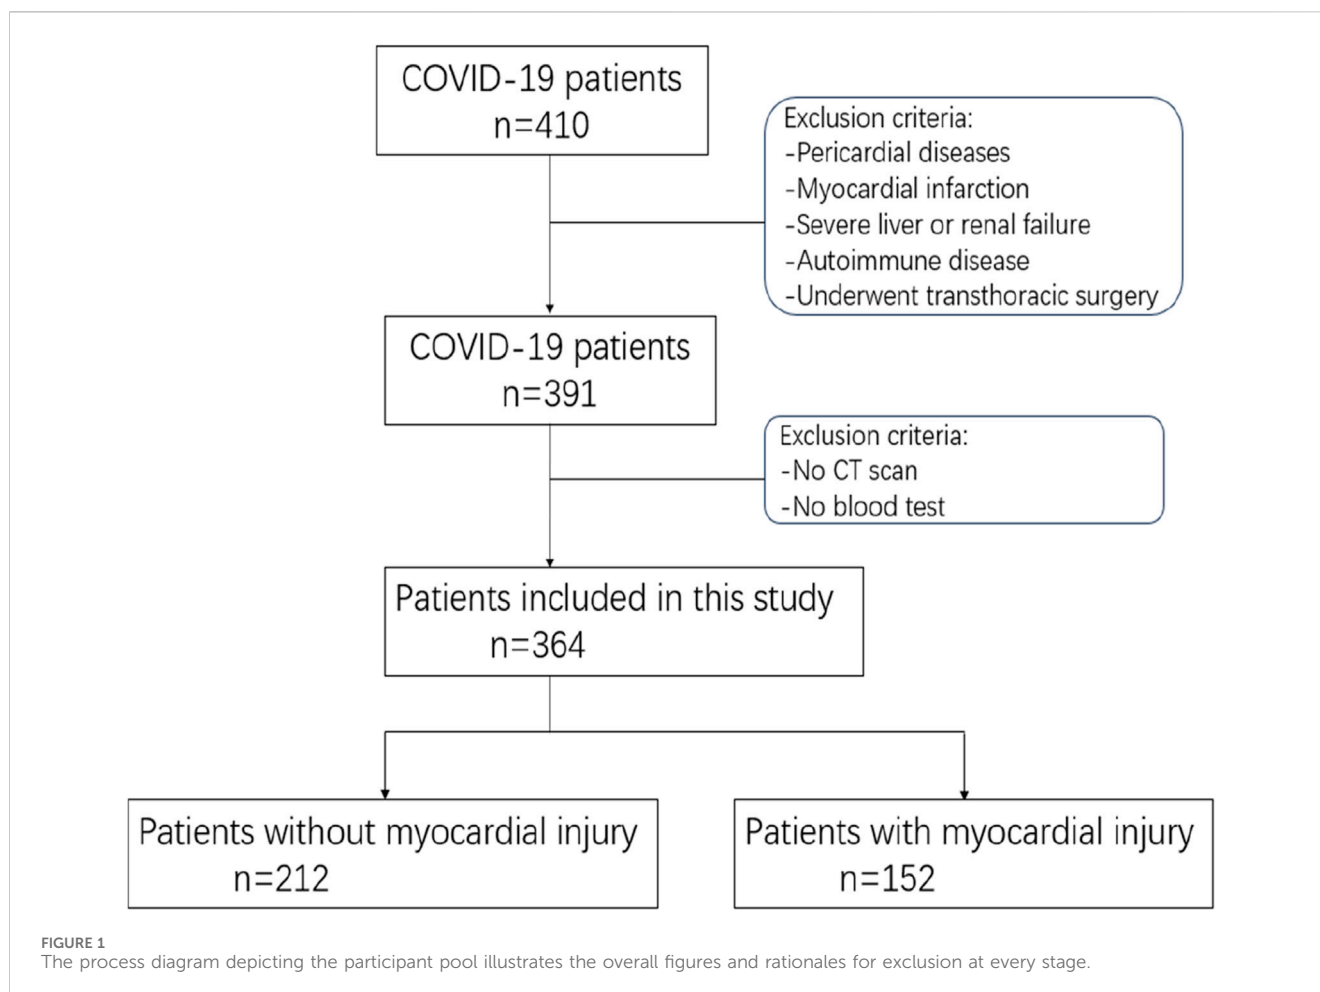 COVID-19 patients
n=410
Exclusion criteria:
-Pericardial diseases
-Myocardial infarction
-Severe liver or renal failure
-Autoimmune disease
-Underwent transthoracic surgery
COVID-19 patients
n=391
Exclusion criteria:
-No CT scan
-No blood test
Patients included in this study
n=364
Patients without myocardial injury
n=212
Patients with myocardial injury
n=152
FIGURE 1
The process diagram depicting the participant pool illustrates the overall figures and rationales for exclusion at every stage.